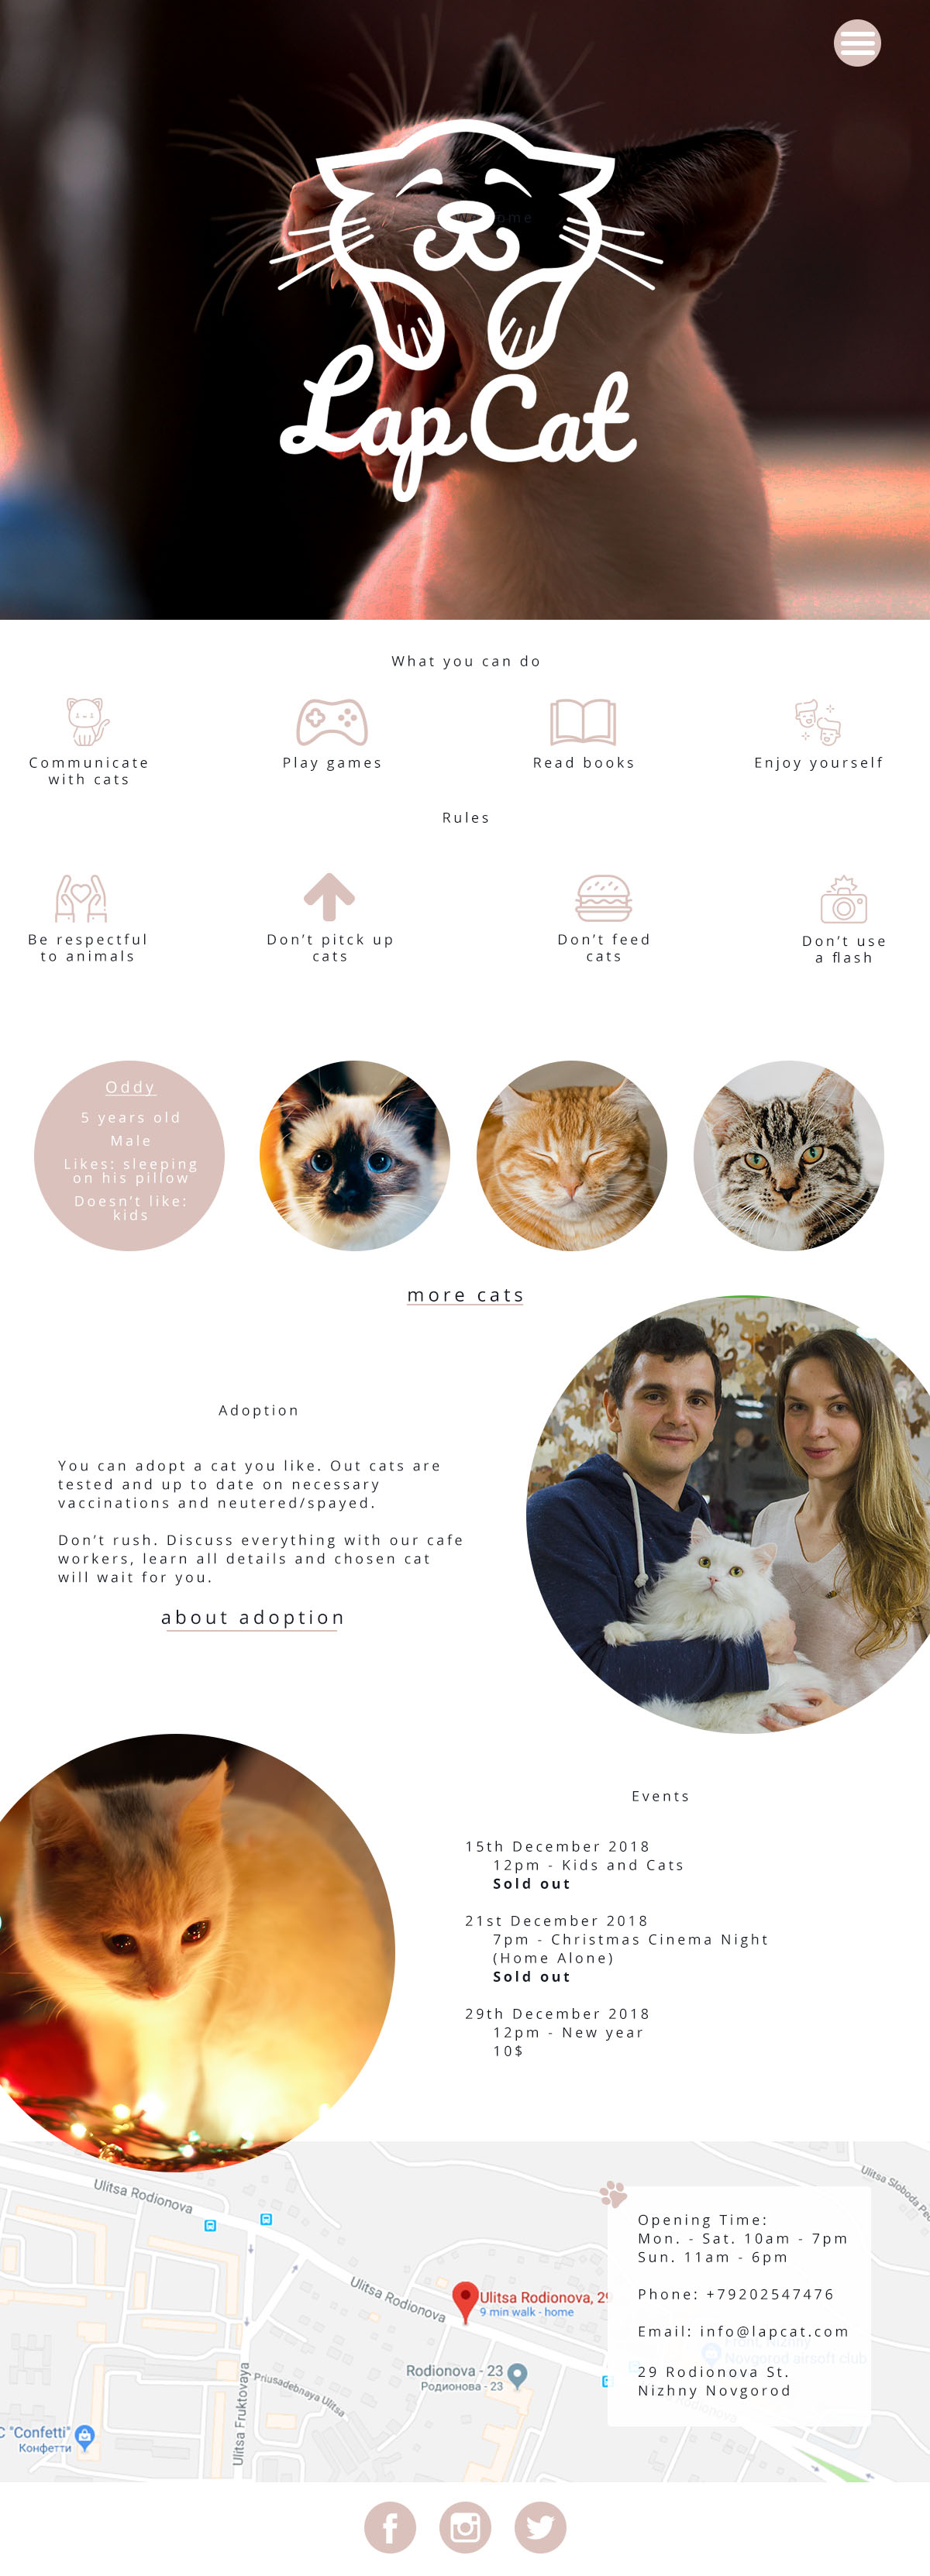 Lap Cat
What you can do
Communicate
with cats
Play games
Read books
Enjoy yourself
Rules
Be respectful
to animals
Don't pitck up
cats
Don't feed
cats
Don't use
a flash
Oddy
5 years old
Male
Likes: sleeping
on his pillow
Doesn't like:
kids
more cats
Adoption
You can adopt a cat you like. Out cats are
tested and up to date on necessary
vaccinations and neutered/spayed.
Don't rush. Discuss everything with our cafe
workers, learn all details and chosen cat
will wait for you.
about adoption
Events
15th December 2018
12pm - Kids and Cats
Sold out
21st December 2018
7pm - Christmas Cinema Night
(Home Alone)
Sold out
29th December 2018
12pm - New year
10$
Ulitsa Rodionova
Ulitsa Sloboda
Ulitsa Rodionova
Ulitsa Rodionova, 29
9 min walk - home
Rodionova - 23
Родионова - 23
Priusadebnaya Ulitsa
Ulitsa Fruktovaya
C "Confetti"
Конфетти
Opening Time:
Mon. - Sat. 10am - 7pm
Sun. 11am - 6pm
Phone: +79202547476
Email: info@lapcat.com
Novgorod airsoft club
29 Rodionova St.
Nizhny Novgorod